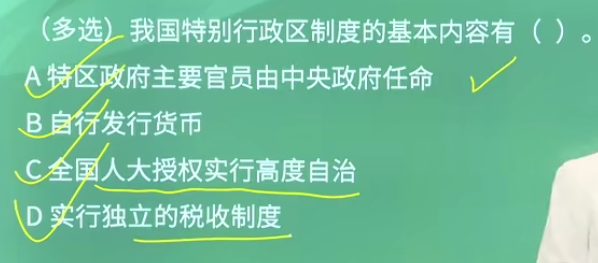 （多选）我国特别行政区制度的基本内容有（ ）。
A 特区政府主要官员由中央政府任命
B 自行发行货币
C 全国人大授权实行高度自治
D 实行独立的税收制度